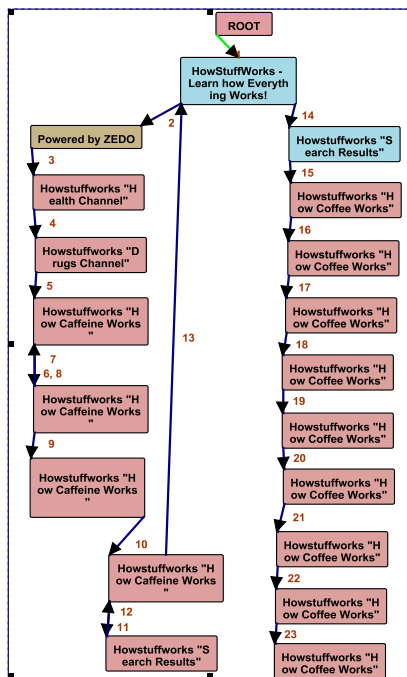 ROOT
1
HowStuffWorks -
Learn how Everyth
ing Works!
2
14
Powered by ZEDO
Howstuffworks "S
earch Results"
3
15
Howstuffworks "H
ealth Channel"
Howstuffworks "H
ow Coffee Works"
4
16
Howstuffworks "D
rugs Channel"
Howstuffworks "H
ow Coffee Works"
5
17
Howstuffworks "H
ow Caffeine Works
"
Howstuffworks "H
ow Coffee Works"
13
18
7
6, 8
Howstuffworks "H
ow Coffee Works"
Howstuffworks "H
ow Caffeine Works
"
19
Howstuffworks "H
ow Coffee Works"
9
20
Howstuffworks "H
ow Caffeine Works
"
Howstuffworks "H
ow Coffee Works"
21
10
Howstuffworks "H
ow Coffee Works"
Howstuffworks "H
ow Caffeine Works
"
22
12
11
Howstuffworks "H
ow Coffee Works"
23
Howstuffworks "S
earch Results"
Howstuffworks "H
ow Coffee Works"